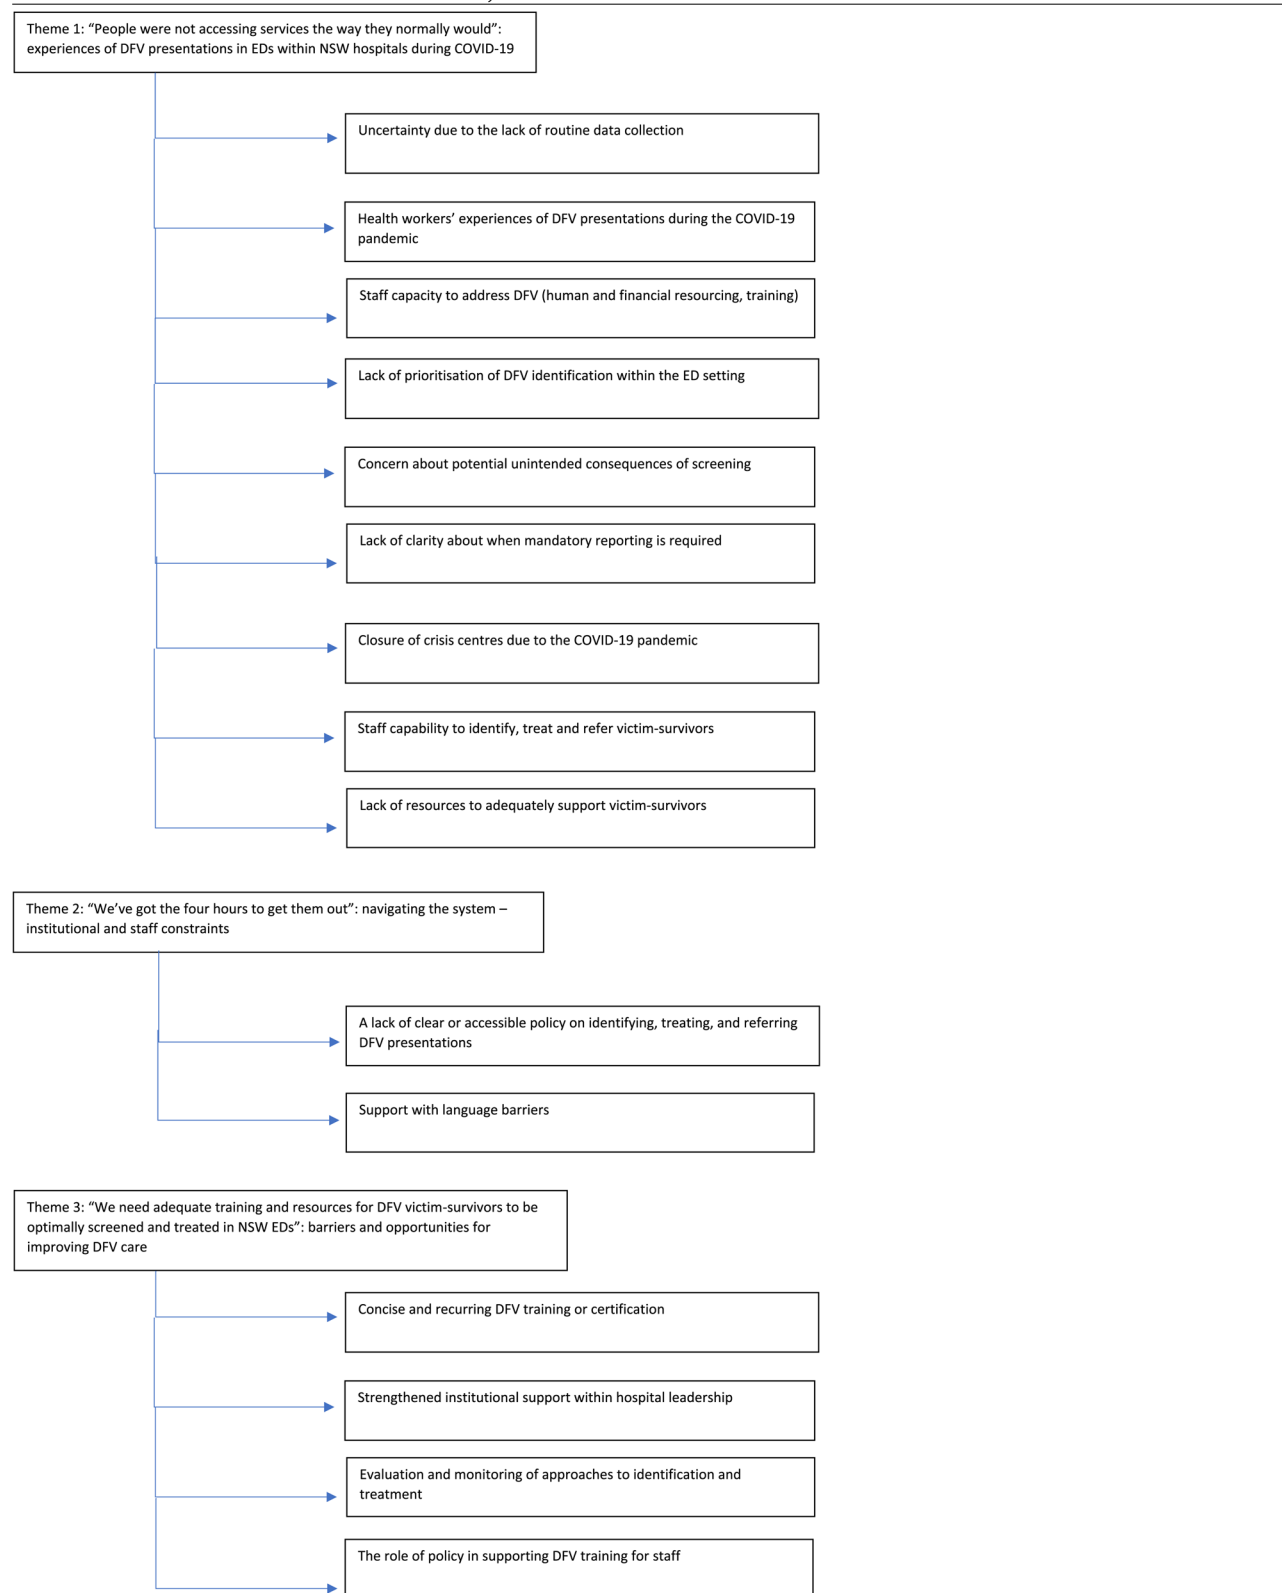 Theme 1: “People were not accessing services the way they normally would”:
experiences of DFV presentations in EDs within NSW hospitals during COVID-19
Uncertainty due to the lack of routine data collection
Health workers’ experiences of DFV presentations during the COVID-19
pandemic
Staff capacity to address DFV (human and financial resourcing, training)
Lack of prioritisation of DFV identification within the ED setting
Concern about potential unintended consequences of screening
Lack of clarity about when mandatory reporting is required
Closure of crisis centres due to the COVID-19 pandemic
Staff capability to identify, treat and refer victim-survivors
Lack of resources to adequately support victim-survivors
Theme 2: “We’ve got the four hours to get them out”: navigating the system –
institutional and staff constraints
A lack of clear or accessible policy on identifying, treating, and referring
DFV presentations
Support with language barriers
Theme 3: “We need adequate training and resources for DFV victim-survivors to be
optimally screened and treated in NSW EDs”: barriers and opportunities for
improving DFV care
Concise and recurring DFV training or certification
Strengthened institutional support within hospital leadership
Evaluation and monitoring of approaches to identification and
treatment
The role of policy in supporting DFV training for staff